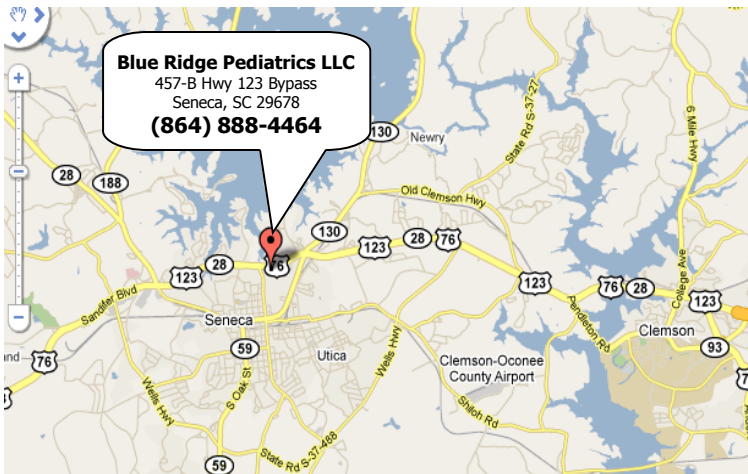 Blue Ridge Pediatrics LLC
457-B Hwy 123 Bypass
Seneca, SC 29678
(864) 888-4464
130
Newry
State Rd S-37-27
6 Mile Hwy
28
188
Old Clemson Hwy
130
28
76
123
28
76
123
123
76
28
College Ave
123
Sandifer Blvd
Seneca
Pendleton Rd
Clemson
93
59
Utica
Wells Hwy
Clemson-Oconee
County Airport
76
Wells Hwy
S Oak St
Shiloh Rd
State Rd S-37-488
59